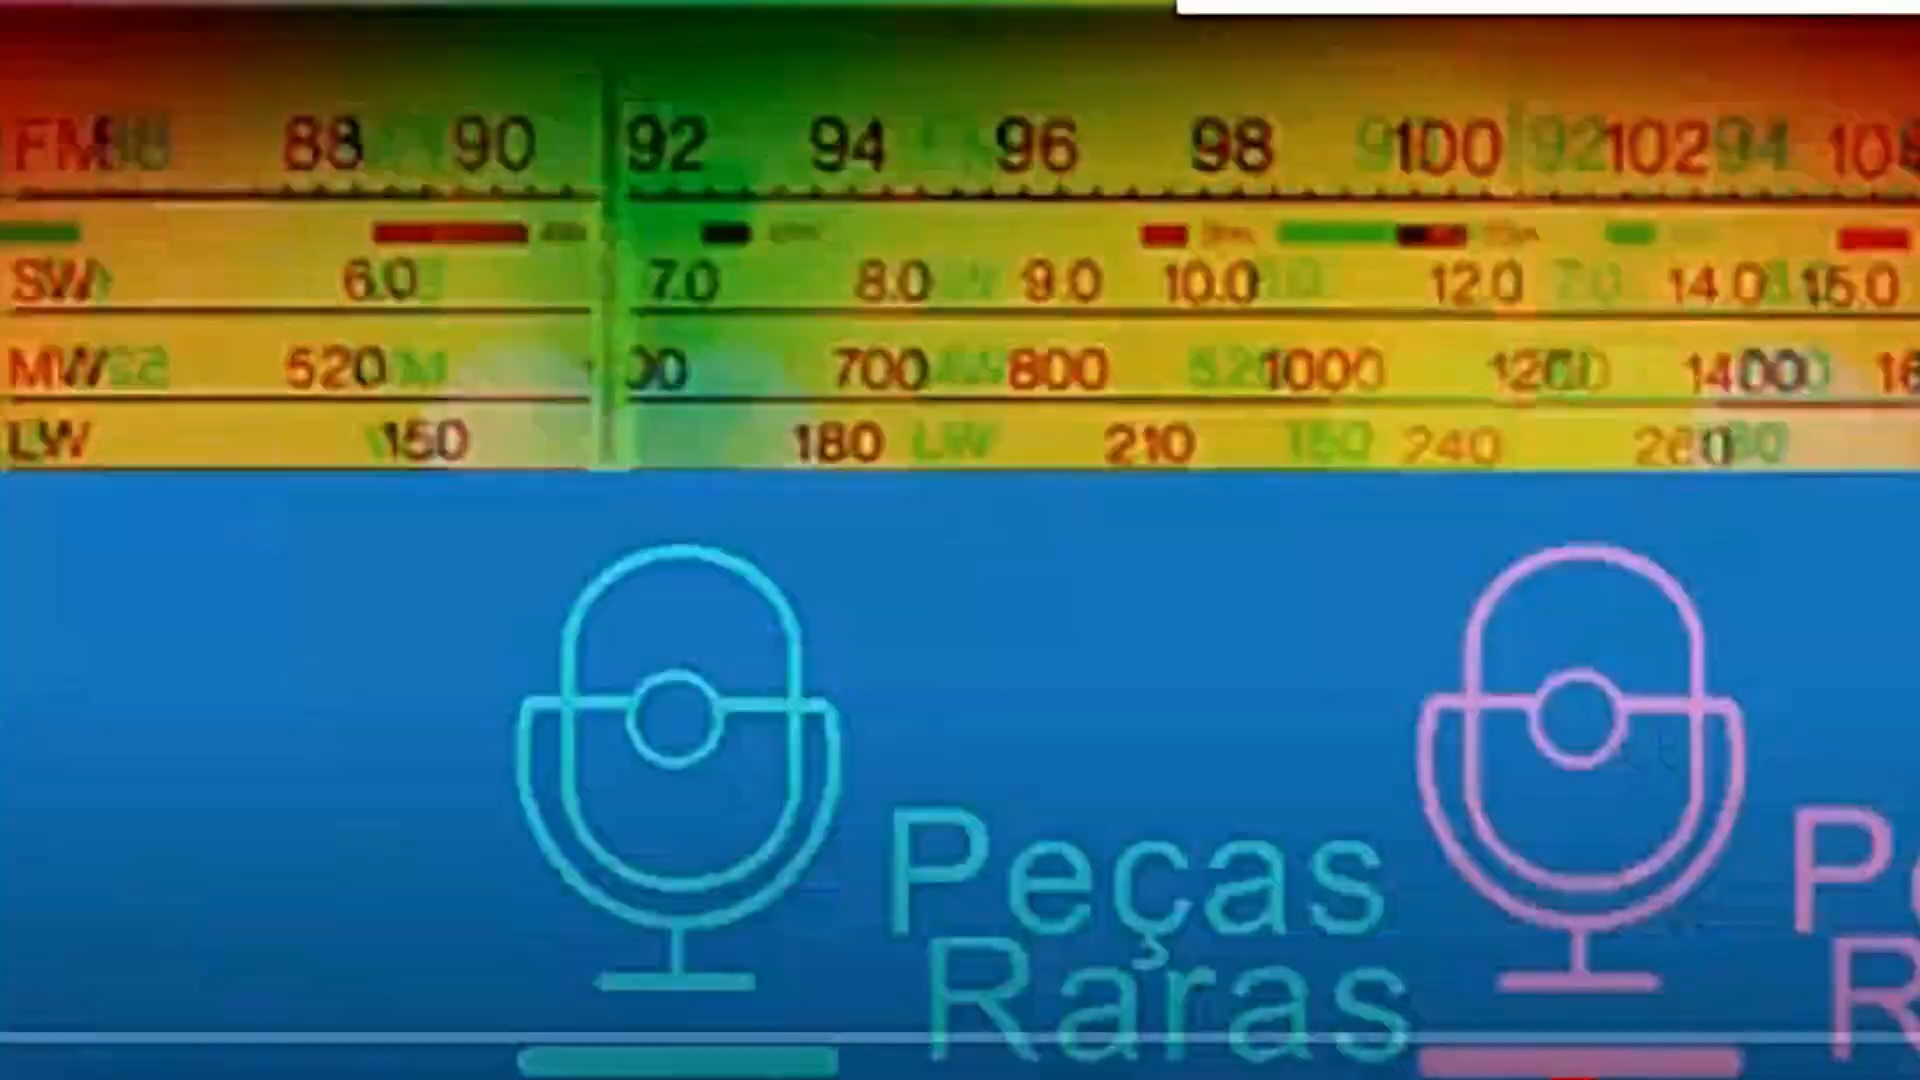 FM 88 90 92 94 96 98 100 102
SW 6.0 7.0 8.0 9.0 10.0 12.0 14.0 15.0
MW 520 700 800 1000 1200 1400
LW 150 180 210 240
Peças
Raras